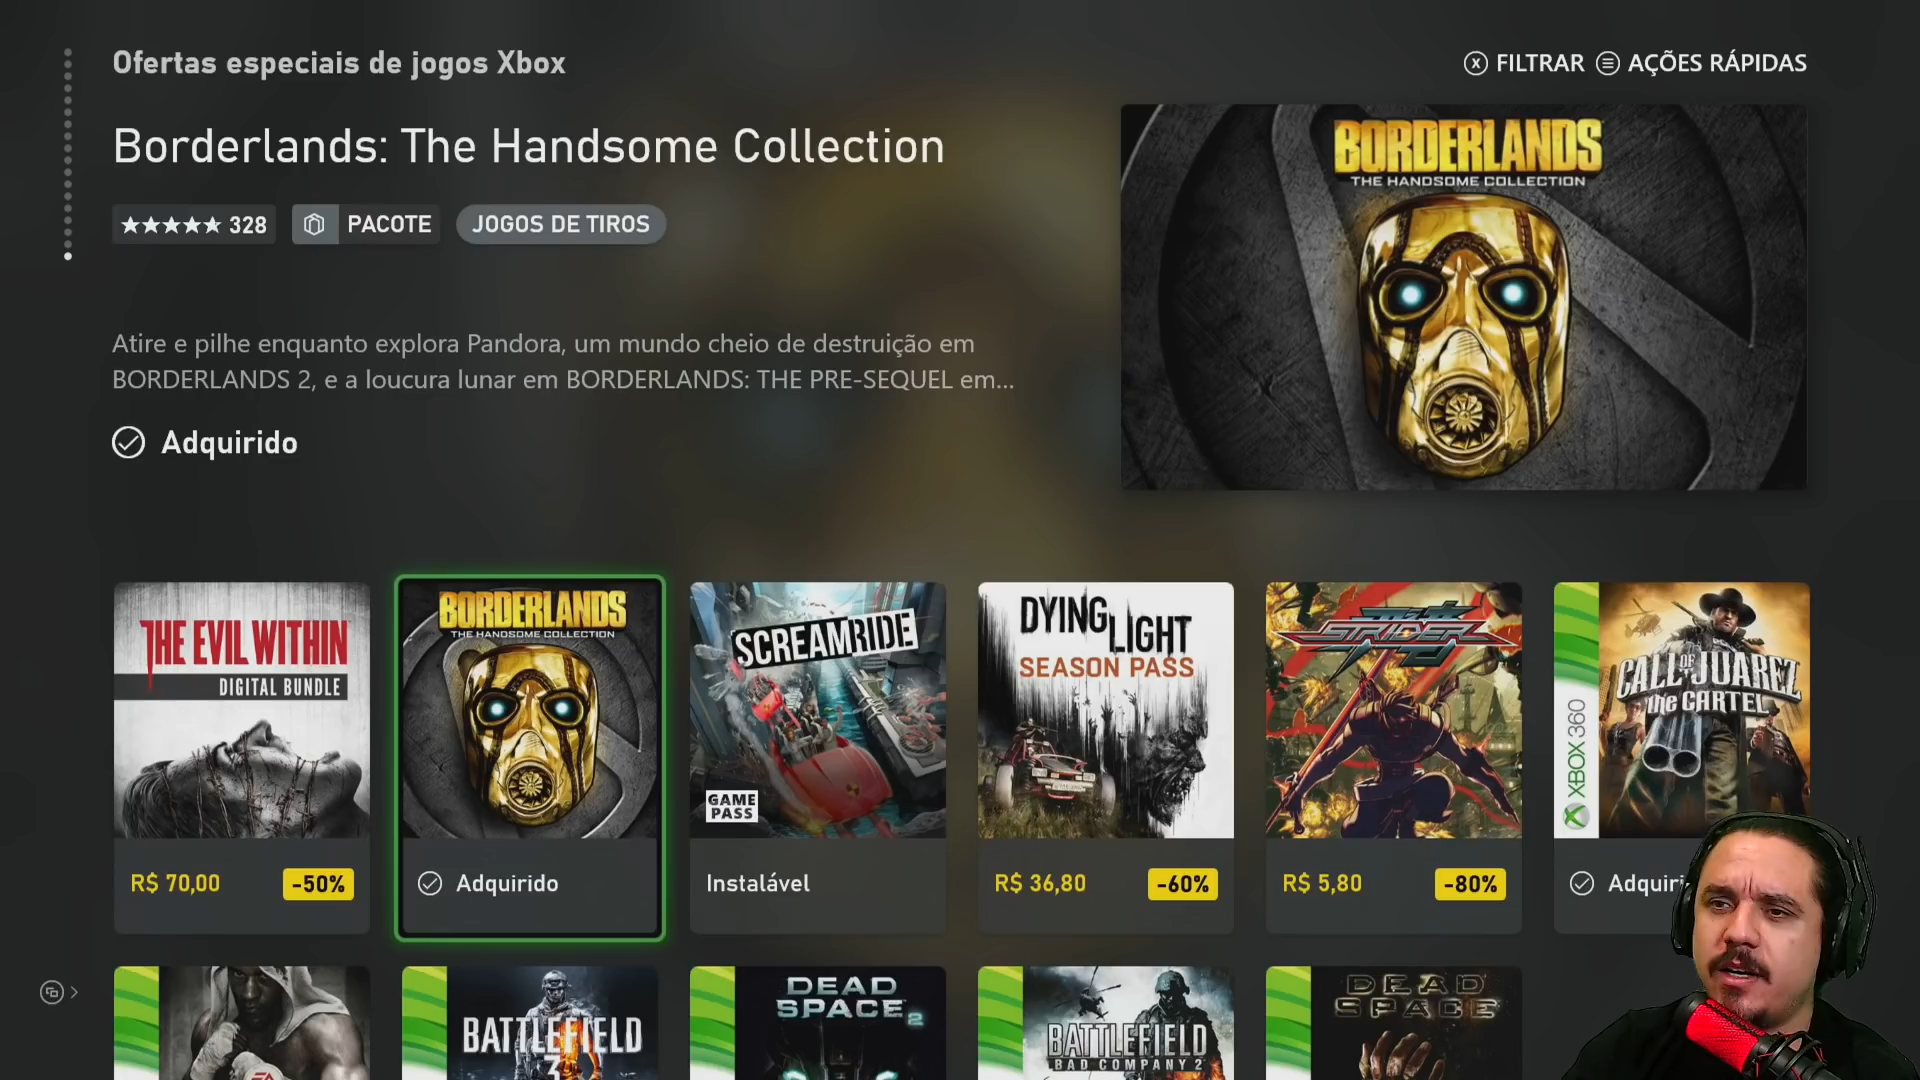 Ofertas especiais de jogos Xbox
FILTRAR
AÇÕES RÁPIDAS
Borderlands: The Handsome Collection
328
PACOTE
JOGOS DE TIROS
Atire e pilhe enquanto explora Pandora, um mundo cheio de destruição em
BORDERLANDS 2, e a loucura lunar em BORDERLANDS: THE PRE-SEQUEL em...
Adquirido
BORDERLANDS
THE HANDSOME COLLECTION
THE EVIL WITHIN
DIGITAL BUNDLE
R$ 70,00
-50%
BORDERLANDS
THE HANDSOME COLLECTION
Adquirido
SCREAMRIDE
GAME
PASS
Instalável
DYING
LIGHT
SEASON PASS
R$ 36,80
-60%
STRIDER
R$ 5,80
-80%
CALL OF JUAREZ
the CARTEL
XBOX 360
Adquiri
EA
BATTLEFIELD
3
DEAD
SPACE 2
BATTLEFIELD
BAD COMPANY 2
DEAD
SPACE